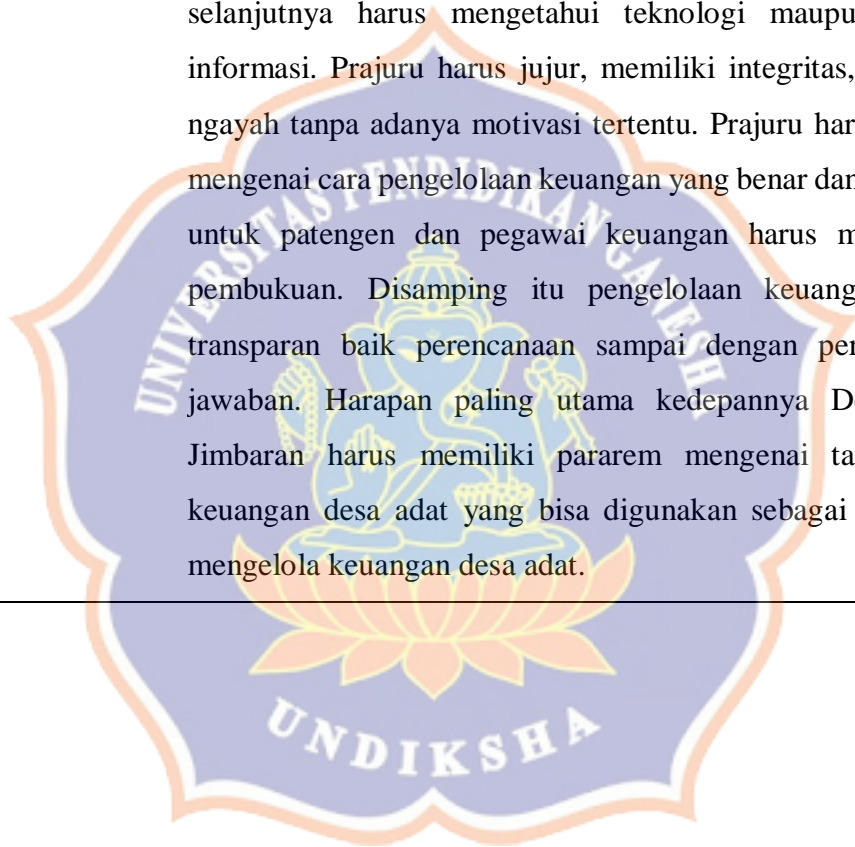 selanjutnya harus mengetahui teknologi maupu
informasi. Prajuru harus jujur, memiliki integritas,
ngayah tanpa adanya motivasi tertentu. Prajuru har
mengenai cara pengelolaan keuangan yang benar dan
untuk patengen dan pegawai keuangan harus m
pembukuan. Disamping itu pengelolaan keuang
transparan baik perencanaan sampai dengan per
jawaban. Harapan paling utama kedepannya De
Jimbaran harus memiliki pararem mengenai ta
keuangan desa adat yang bisa digunakan sebagai
mengelola keuangan desa adat.
UNIVERSITAS PENDIDIKAN GANESHA
UNDIKSHA